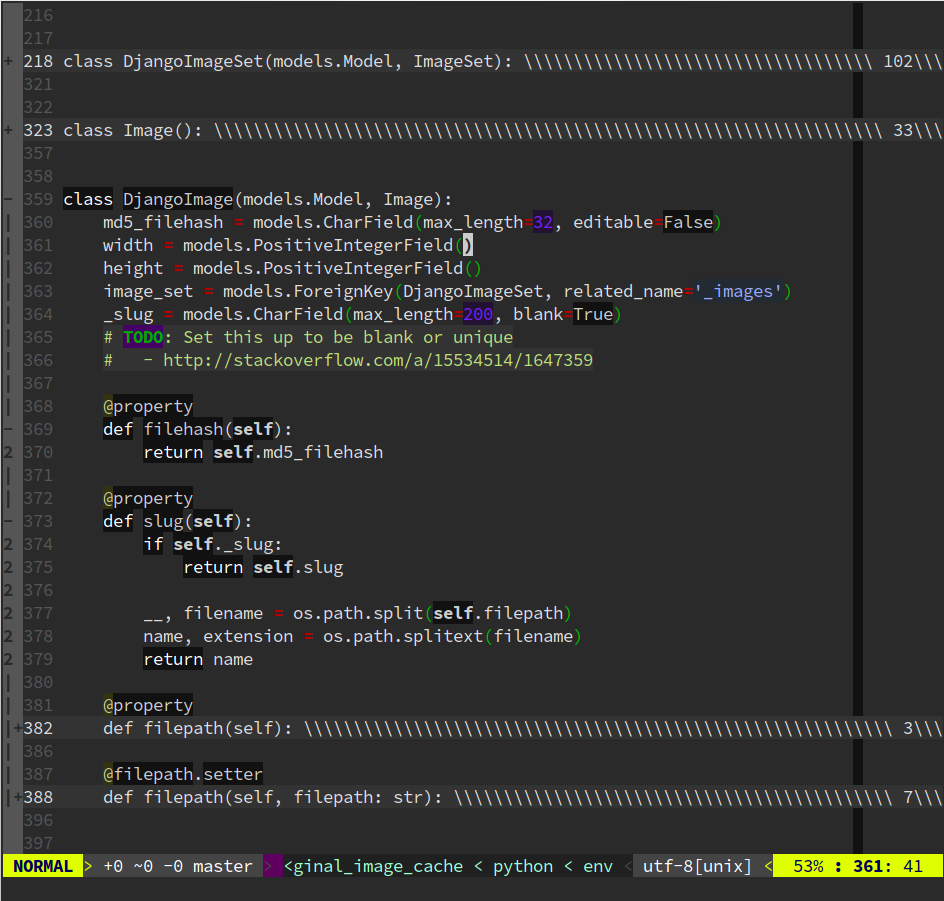 216
217
+ 218 class DjangoImageSet(models.Model, ImageSet): \\\\\\\\\\\\\\\\\\\\\\\\\\\\\\\\\\\ 102\\\
321
322
+ 323 class Image(): \\\\\\\\\\\\\\\\\\\\\\\\\\\\\\\\\\\\\\\\\\\\\\\\\\\\\\\\\\\\\\\\\\\ 33\\\
357
358
- 359 class DjangoImage(models.Model, Image):
| 360     md5_filehash = models.CharField(max_length=32, editable=False)
| 361     width = models.PositiveIntegerField()
| 362     height = models.PositiveIntegerField()
| 363     image_set = models.ForeignKey(DjangoImageSet, related_name='_images')
| 364     _slug = models.CharField(max_length=200, blank=True)
| 365     # TODO: Set this up to be blank or unique
| 366     #   - http://stackoverflow.com/a/15534514/1647359
| 367
| 368     @property
- 369     def filehash(self):
2 370         return self.md5_filehash
| 371
| 372     @property
- 373     def slug(self):
2 374         if self._slug:
2 375             return self.slug
2 376
2 377         __, filename = os.path.split(self.filepath)
2 378         name, extension = os.path.splitext(filename)
2 379         return name
| 380
| 381     @property
|+382     def filepath(self): \\\\\\\\\\\\\\\\\\\\\\\\\\\\\\\\\\\\\\\\\\\\\\\\\\\\\\\\\\\ 3\\\
| 386
| 387     @filepath.setter
|+388     def filepath(self, filepath: str): \\\\\\\\\\\\\\\\\\\\\\\\\\\\\\\\\\\\\\\\\\\\ 7\\\
396
397
NORMAL > +0 ~0 -0 master > <ginal_image_cache < python < env < utf-8[unix] < 53% : 361: 41